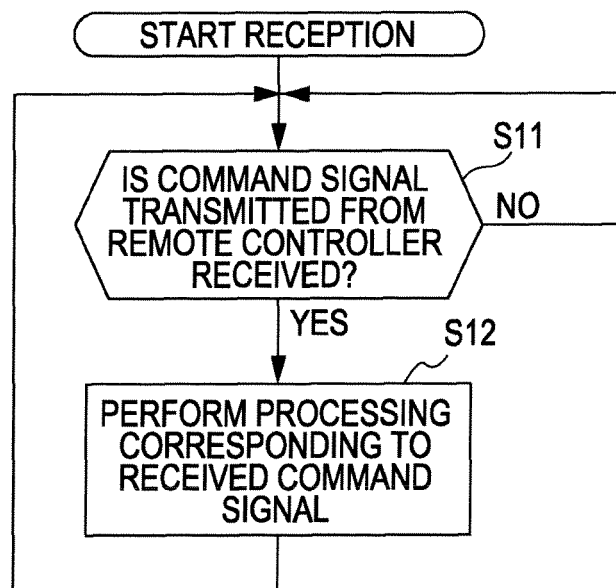 START RECEPTION
S11
IS COMMAND SIGNAL
TRANSMITTED FROM
REMOTE CONTROLLER
RECEIVED?
NO
YES
S12
PERFORM PROCESSING
CORRESPONDING TO
RECEIVED COMMAND
SIGNAL